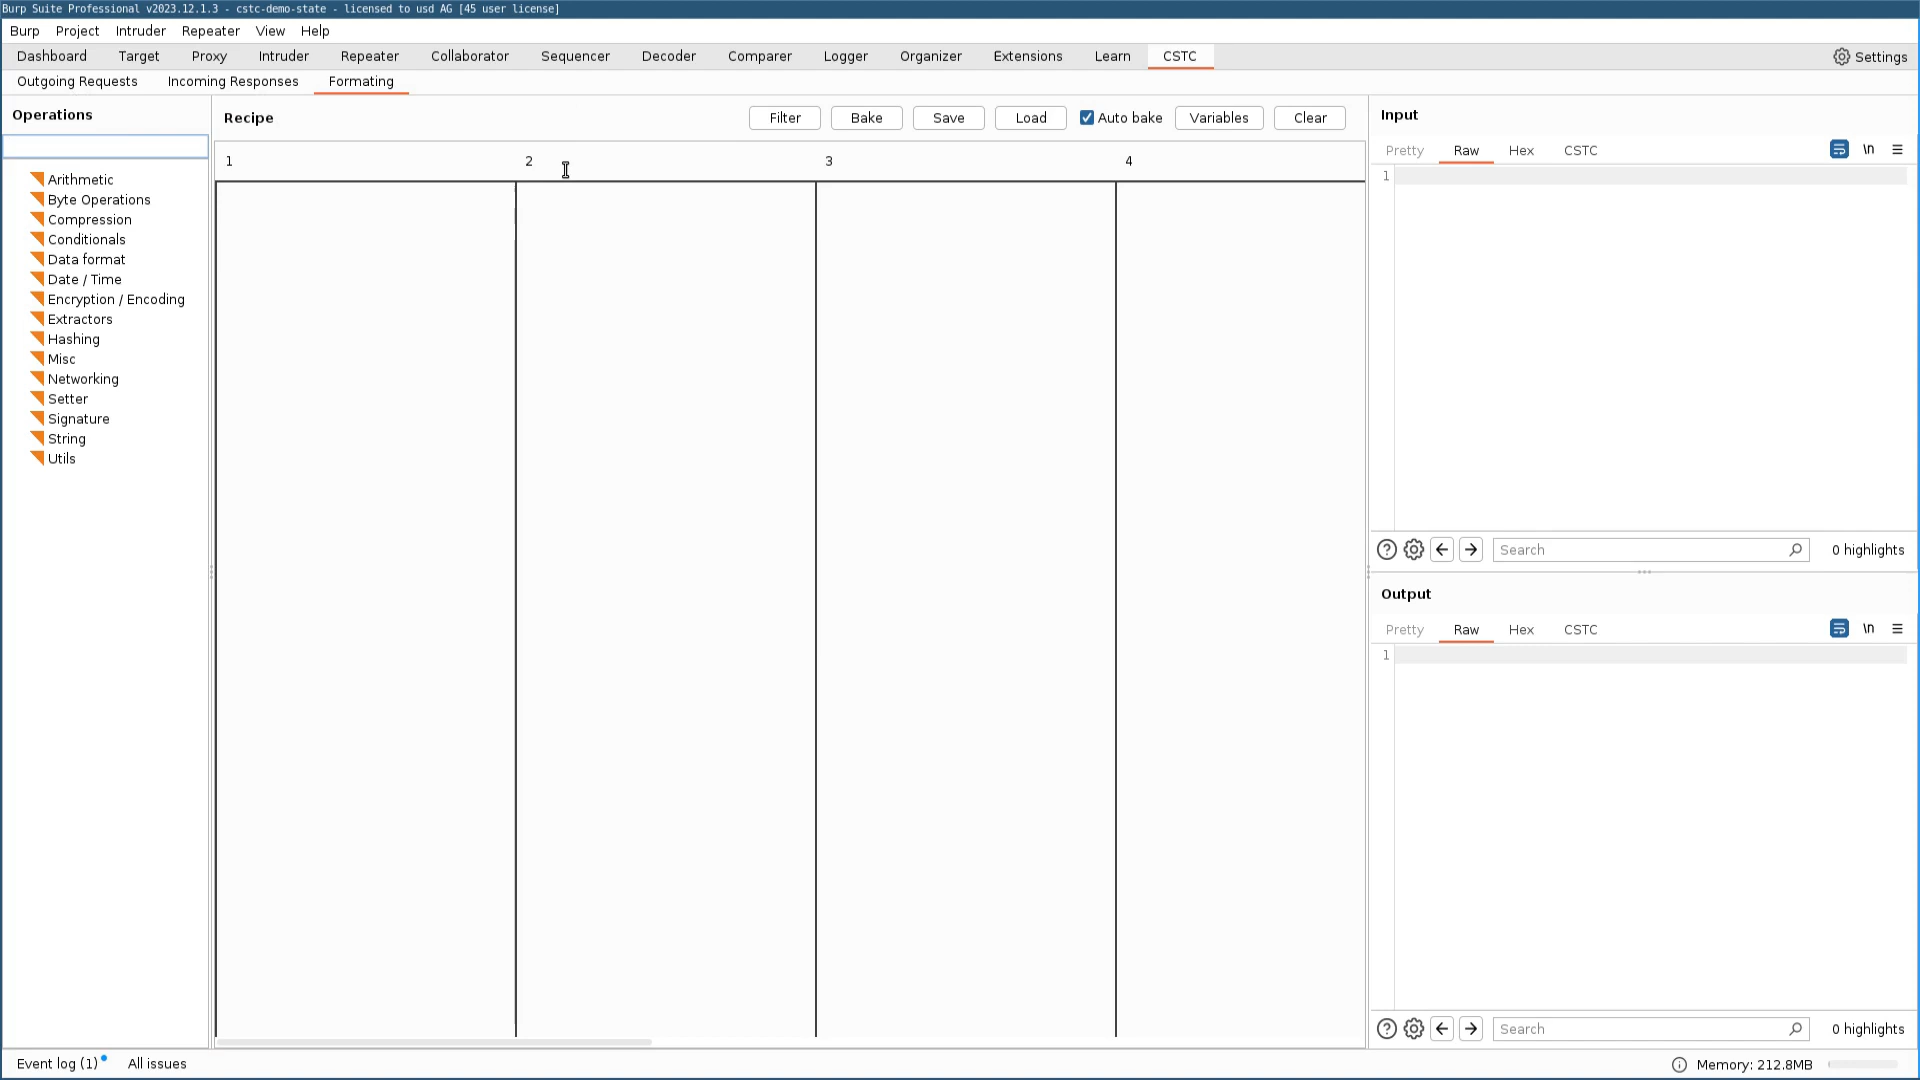 Burp Suite Professional v2023.12.1.3 - cstc-demo-state - licensed to usd AG [45 user license]
Burp Project Intruder Repeater View Help
Dashboard Target Proxy Intruder Repeater Collaborator Sequencer Decoder Comparer Logger Organizer Extensions Learn CSTC Settings
Outgoing Requests Incoming Responses Formating
Operations
Arithmetic
Byte Operations
Compression
Conditionals
Data format
Date / Time
Encryption / Encoding
Extractors
Hashing
Misc
Networking
Setter
Signature
String
Utils
Recipe Filter Bake Save Load Auto bake Variables Clear
1 2 3 4
Input
Pretty Raw Hex CSTC \n
1
Search 0 highlights
Output
Pretty Raw Hex CSTC \n
1
Search 0 highlights
Event log (1) All issues Memory: 212.8MB